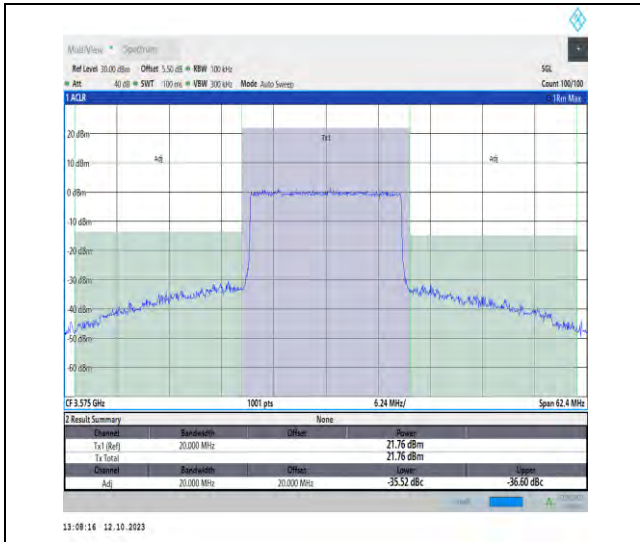 MultiView Spectrum
Ref Level 30.00 dBm Offset 5.50 dB RBW 100 kHz SGL
Att 40 dB SWT 100 ms VBW 300 kHz Mode Auto Sweep Count 100/100
1 ACLR 1Rm Max
Tx1
20 dBm
Adj Adj
10 dBm
0 dBm
-10 dBm
-20 dBm
-30 dBm
-40 dBm
-50 dBm
-60 dBm
CF 3.575 GHz 1001 pts 6.24 MHz/ Span 62.4 MHz
2 Result Summary None
Channel Bandwidth Offset Power
Tx1 (Ref) 20.000 MHz 21.76 dBm
Tx Total 21.76 dBm
Channel Bandwidth Offset Lower Upper
Adj 20.000 MHz 20.000 MHz -35.52 dBc -36.60 dBc
13:08:16 12.10.2023